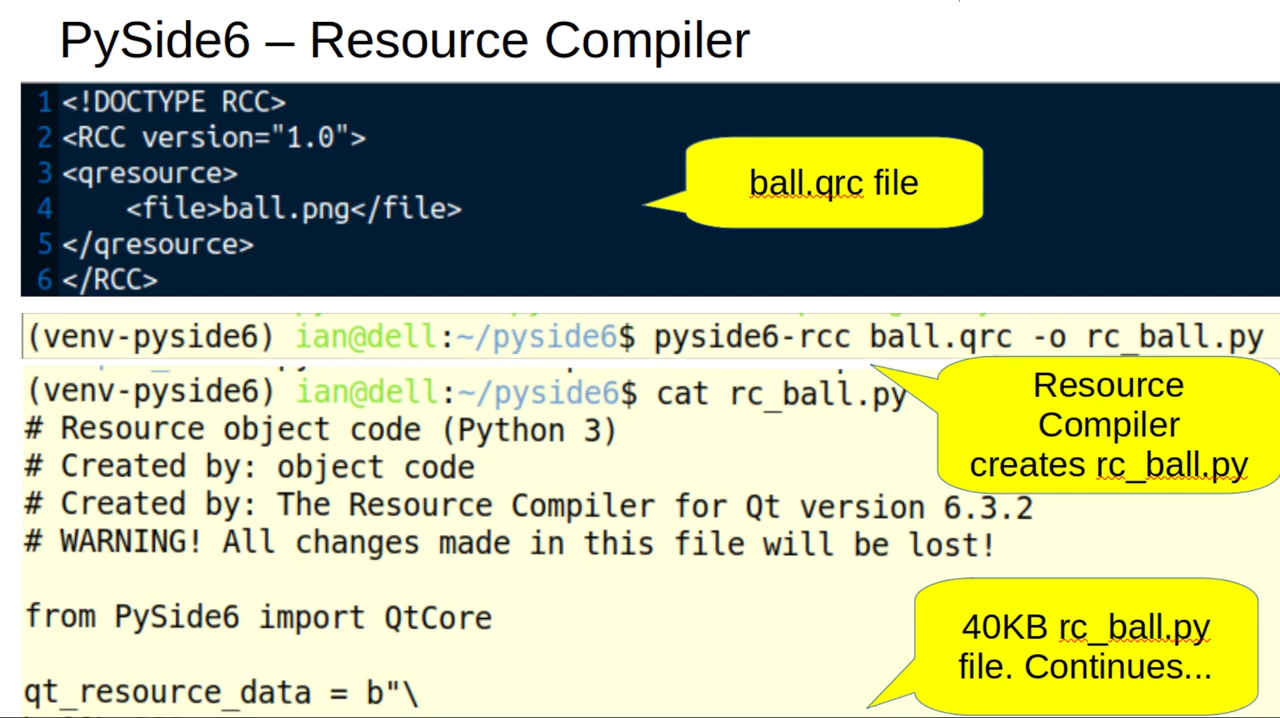 PySide6 – Resource Compiler
1 <!DOCTYPE RCC>
2 <RCC version="1.0">
3 <qresource>
4     <file>ball.png</file>
5 </qresource>
6 </RCC>
ball.qrc file
(venv-pyside6) ian@dell:~/pyside6$ pyside6-rcc ball.qrc -o rc_ball.py
Resource
Compiler
creates rc_ball.py
(venv-pyside6) ian@dell:~/pyside6$ cat rc_ball.py
# Resource object code (Python 3)
# Created by: object code
# Created by: The Resource Compiler for Qt version 6.3.2
# WARNING! All changes made in this file will be lost!
from PySide6 import QtCore
qt_resource_data = b"\
40KB rc_ball.py
file. Continues...